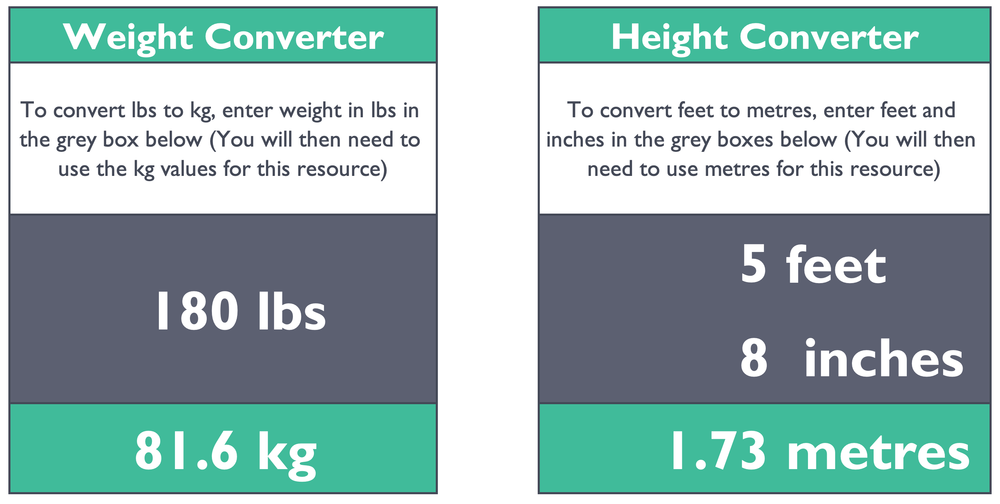 Weight Converter
To convert lbs to kg, enter weight in lbs in
the grey box below (You will then need to
use the kg values for this resource)
180 lbs
81.6 kg
Height Converter
To convert feet to metres, enter feet and
inches in the grey boxes below (You will then
need to use metres for this resource)
5 feet
8 inches
1.73 metres